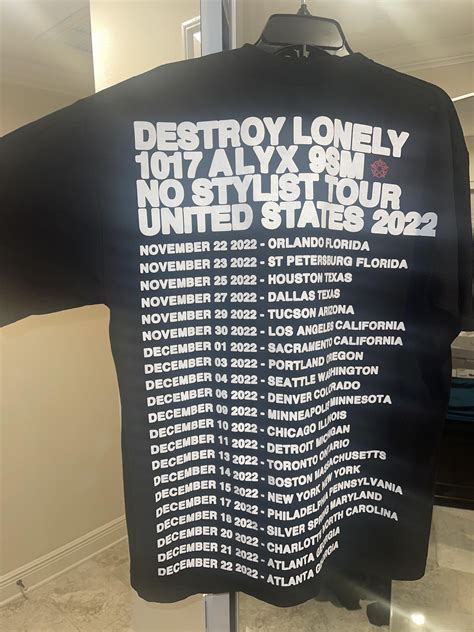 DESTROY LONELY
1017 ALYX 9SM
NO STYLIST TOUR
UNITED STATES 2022
NOVEMBER 22 2022 - ORLANDO FLORIDA
NOVEMBER 23 2022 - ST PETERSBURG FLORIDA
NOVEMBER 25 2022 - HOUSTON TEXAS
NOVEMBER 27 2022 - DALLAS TEXAS
NOVEMBER 29 2022 - TUCSON ARIZONA
NOVEMBER 30 2022 - LOS ANGELES CALIFORNIA
DECEMBER 01 2022 - SACRAMENTO CALIFORNIA
DECEMBER 03 2022 - PORTLAND OREGON
DECEMBER 04 2022 - SEATTLE WASHINGTON
DECEMBER 06 2022 - DENVER COLORADO
DECEMBER 09 2022 - MINNEAPOLIS MINNESOTA
DECEMBER 10 2022 - CHICAGO ILLINOIS
DECEMBER 11 2022 - DETROIT MICHIGAN
DECEMBER 13 2022 - TORONTO ONTARIO
DECEMBER 14 2022 - BOSTON MASSACHUSETTS
DECEMBER 15 2022 - NEW YORK NEW YORK
DECEMBER 17 2022 - PHILADELPHIA PENNSYLVANIA
DECEMBER 18 2022 - SILVER SPRING MARYLAND
DECEMBER 20 2022 - CHARLOTTE NORTH CAROLINA
DECEMBER 21 2022 - ATLANTA GEORGIA
DECEMBER 22 2022 - ATLANTA GEORGIA